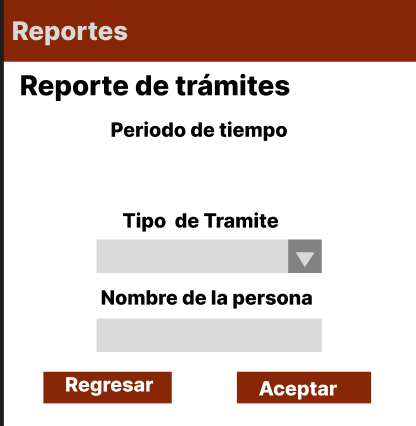 Reportes
Reporte de trámites
Periodo de tiempo
Tipo  de Tramite
Nombre de la persona
Regresar
Aceptar